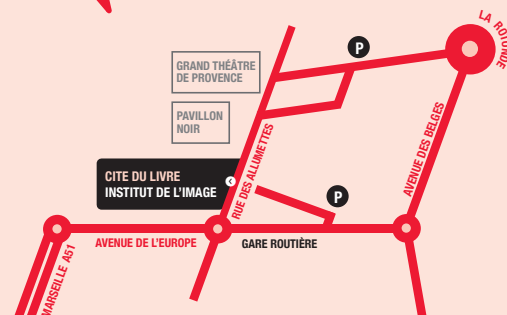 LA ROTONDE
P
GRAND THÉÂTRE
DE PROVENCE
PAVILLON
NOIR
RUE DES ALLUMETTES
AVENUE DES BELGES
CITE DU LIVRE
INSTITUT DE L'IMAGE
P
AVENUE DE L'EUROPE
GARE ROUTIÈRE
MARSEILLE A51